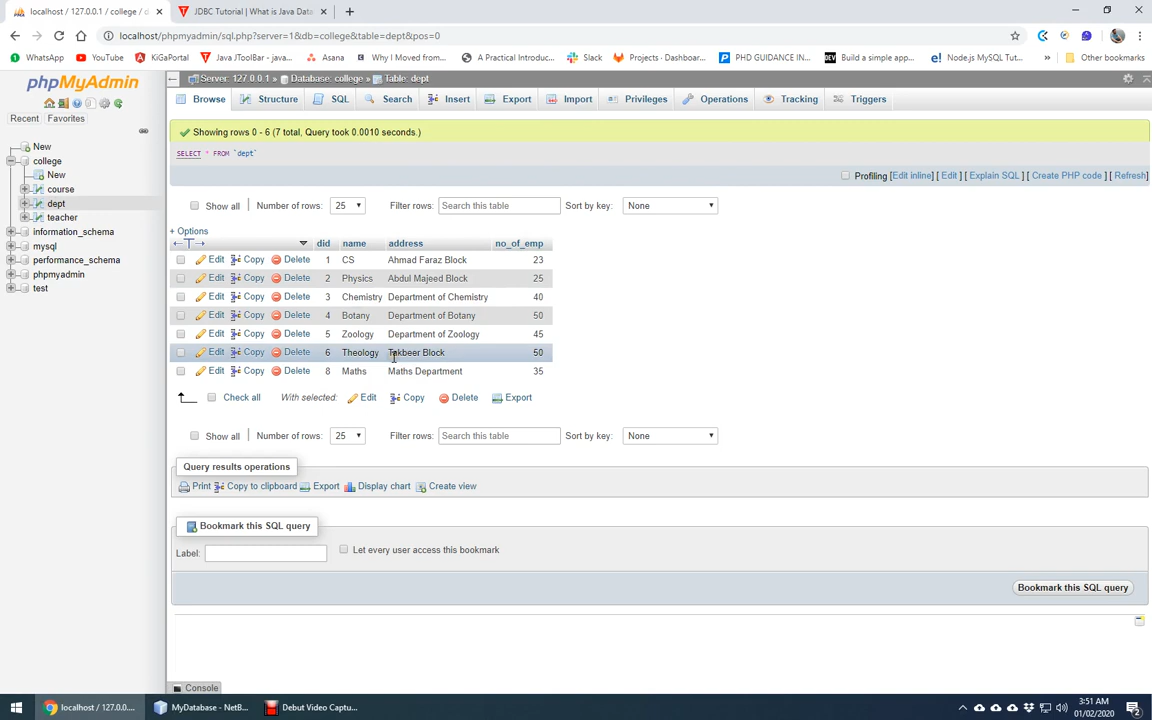 localhost / 127.0.0.1 / college / d
JDBC Tutorial | What is Java Data
localhost/phpmyadmin/sql.php?server=1&db=college&table=dept&pos=0
WhatsApp YouTube KiGaPortal Java JToolBar -... Asana Why I Moved from... A Practical Introduc... Slack Projects · Dashboar... PHD GUIDANCE IN... DEV Build a simple app... Node.js MySQL Tut... » Other bookmarks
phpMyAdmin
Recent Favorites
New
college
New
course
dept
teacher
information_schema
mysql
performance_schema
phpmyadmin
test
Server: 127.0.0.1 » Database: college » Table: dept
Browse Structure SQL Search Insert Export Import Privileges Operations Tracking Triggers
Showing rows 0 - 6 (7 total, Query took 0.0010 seconds.)
SELECT * FROM `dept`
Profiling [Edit inline] [ Edit ] [ Explain SQL ] [ Create PHP code ] [ Refresh]
Show all Number of rows: 25 Filter rows: Search this table Sort by key: None
+ Options
did name address no_of_emp
Edit Copy Delete 1 CS Ahmad Faraz Block 23
Edit Copy Delete 2 Physics Abdul Majeed Block 25
Edit Copy Delete 3 Chemistry Department of Chemistry 40
Edit Copy Delete 4 Botany Department of Botany 50
Edit Copy Delete 5 Zoology Department of Zoology 45
Edit Copy Delete 6 Theology Takbeer Block 50
Edit Copy Delete 8 Maths Maths Department 35
Check all With selected: Edit Copy Delete Export
Show all Number of rows: 25 Filter rows: Search this table Sort by key: None
Query results operations
Print Copy to clipboard Export Display chart Create view
Bookmark this SQL query
Label: Let every user access this bookmark
Bookmark this SQL query
Console
localhost / 127.0.0.... MyDatabase - NetB... Debut Video Captu...
3:51 AM
01/02/2020
2